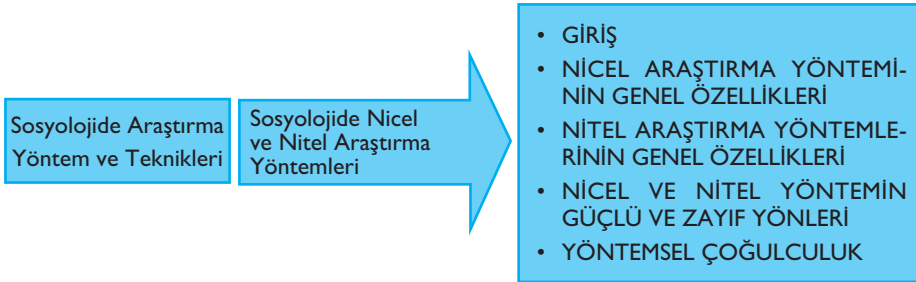 Sosyolojide Araştırma
Yöntem ve Teknikleri
Sosyolojide Nicel
ve Nitel Araştırma
Yöntemleri
• GİRİŞ
• NİCEL ARAŞTIRMA YÖNTEMİ-
NİN GENEL ÖZELLİKLERİ
• NİTEL ARAŞTIRMA YÖNTEMLE-
RİNİN GENEL ÖZELLİKLERİ
• NİCEL VE NİTEL YÖNTEMİN
GÜÇLÜ VE ZAYIF YÖNLERİ
• YÖNTEMSEL ÇOĞULCULUK